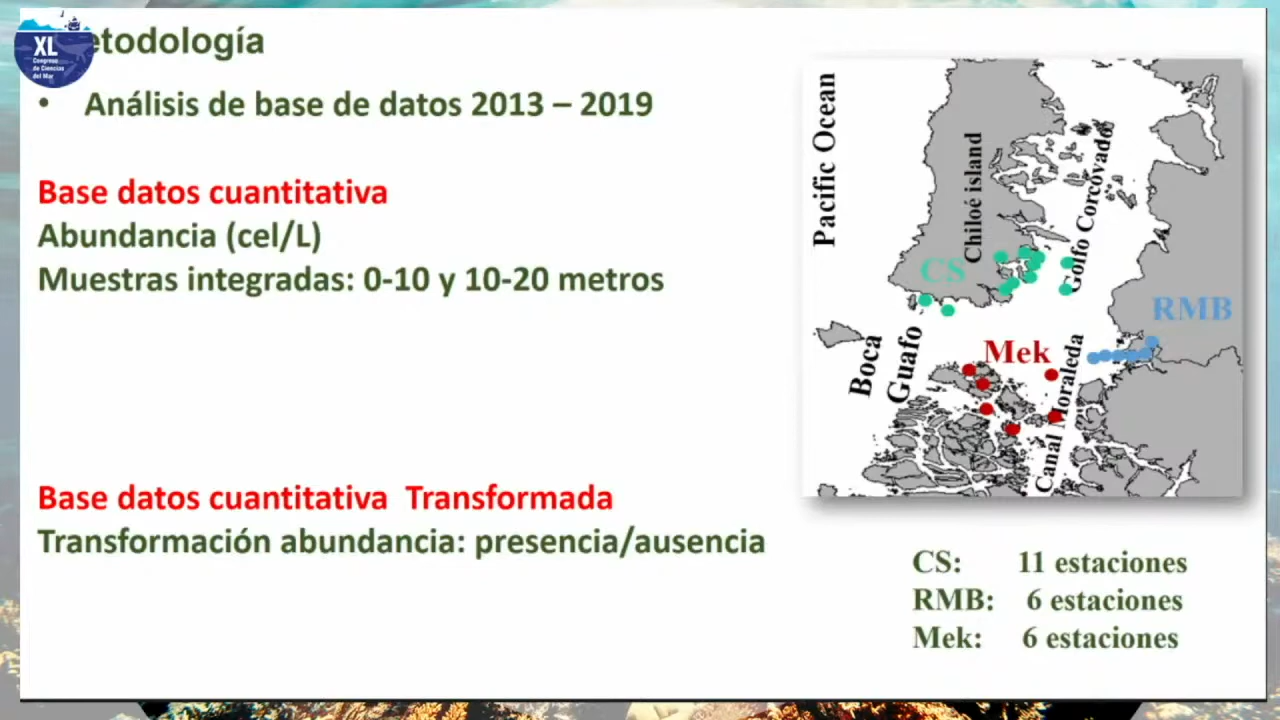 XL
Congreso
de Ciencias
del Mar
etodología
• Análisis de base de datos 2013 – 2019
Base datos cuantitativa
Abundancia (cel/L)
Muestras integradas: 0-10 y 10-20 metros
Base datos cuantitativa Transformada
Transformación abundancia: presencia/ausencia
Pacific Ocean
Chiloé island
Golfo Corcovado
CS
RMB
Boca
Guafo
Mek
Canal Moraleda
CS: 11 estaciones
RMB: 6 estaciones
Mek: 6 estaciones